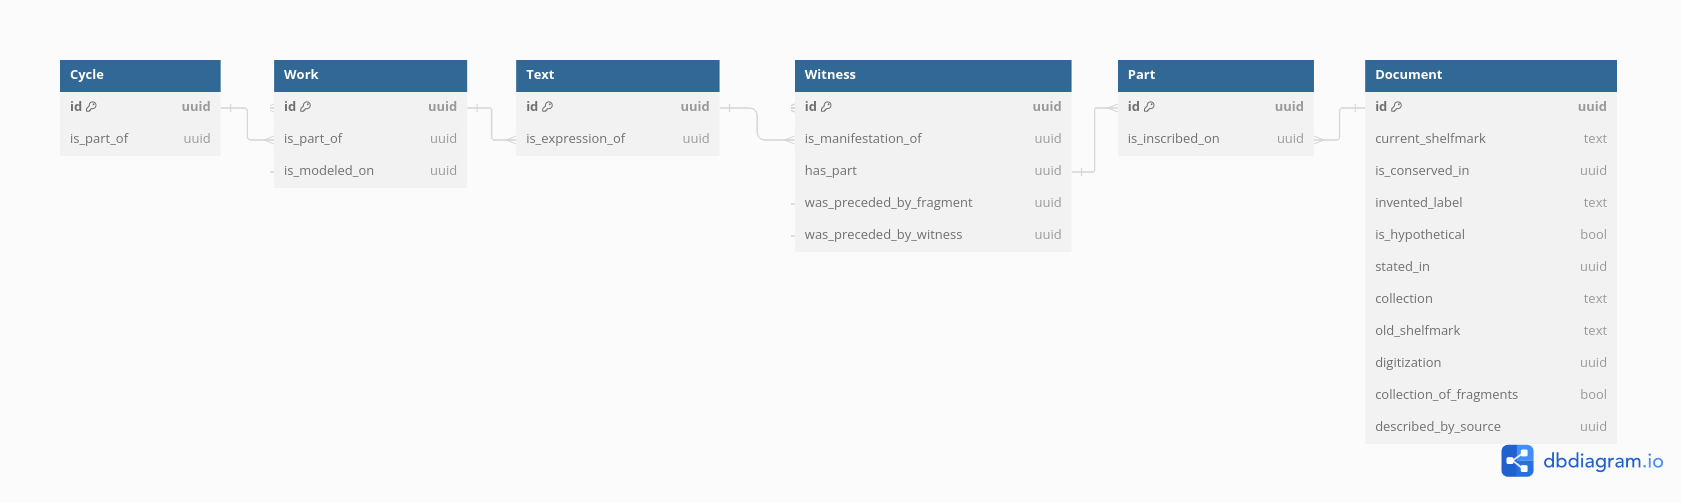 Cycle
id uuid
is_part_of uuid
Work
id uuid
is_part_of uuid
is_modeled_on uuid
Text
id uuid
is_expression_of uuid
Witness
id uuid
is_manifestation_of uuid
has_part uuid
was_preceded_by_fragment uuid
was_preceded_by_witness uuid
Part
id uuid
is_inscribed_on uuid
Document
id uuid
current_shelfmark text
is_conserved_in uuid
invented_label text
is_hypothetical bool
stated_in uuid
collection text
old_shelfmark text
digitization uuid
collection_of_fragments bool
described_by_source uuid
dbdiagram.io